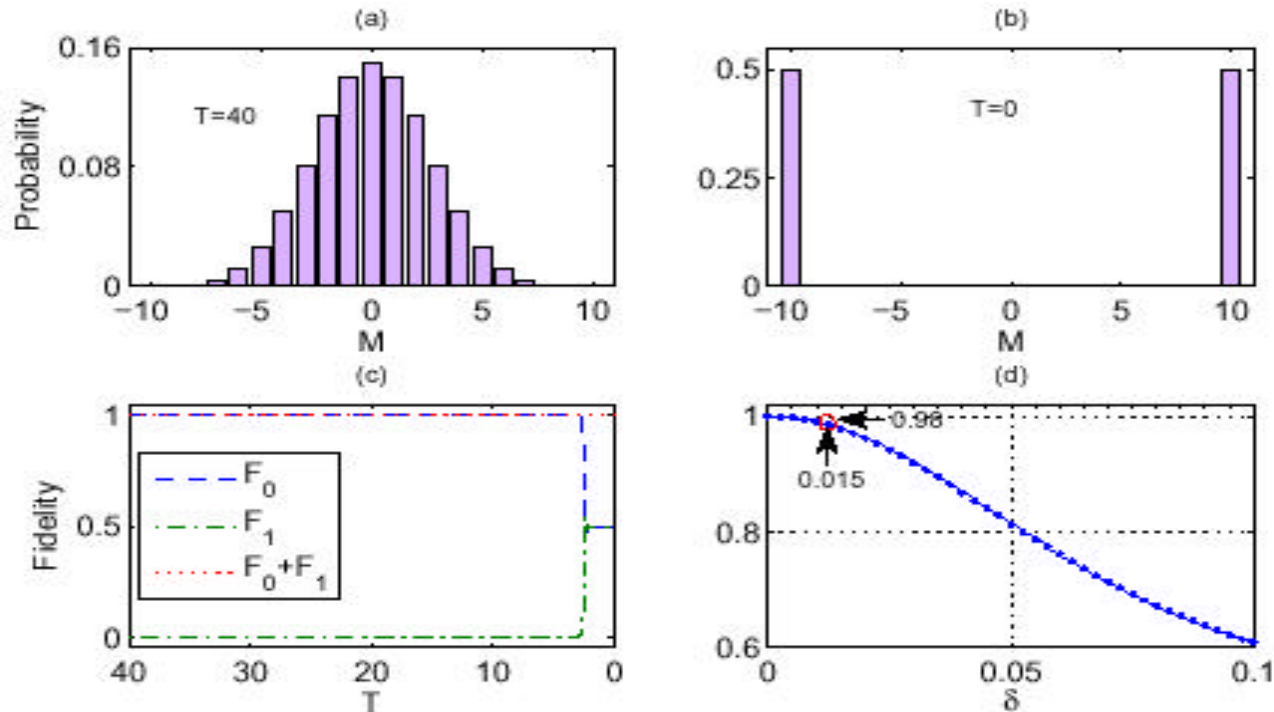 (a)
0.16
0.08
0
Probability
T=40
−10 −5 0 5 10
M
(b)
0.5
0.25
0
T=0
−10 −5 0 5 10
M
(c)
1
0.5
0
Fidelity
F0
F1
F0+F1
40 30 20 10 0
T
(d)
1
0.8
0.6
0.98
0.015
0 0.05 0.1
δ